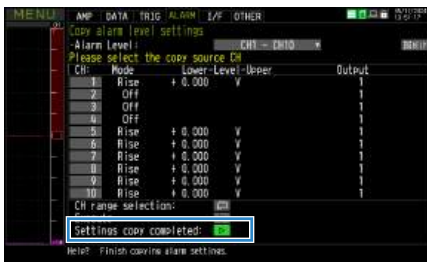 MENU AMP DATA TRIG ALARM I/F OTHER
Copy alarm level settings
-Alarm Level: CH1 - CH10
Please select the copy source CH
CH: Mode Lower-Level-Upper Output
1 Rise + 0.000 V 1
2 Off 1
3 Off 1
4 Off 1
5 Rise + 0.000 V 1
6 Rise + 0.000 V 1
7 Rise + 0.000 V 1
8 Rise + 0.000 V 1
9 Rise + 0.000 V 1
10 Rise + 0.000 V 1
CH range selection:
Settings copy completed:
Help? Finish copying alarm settings.